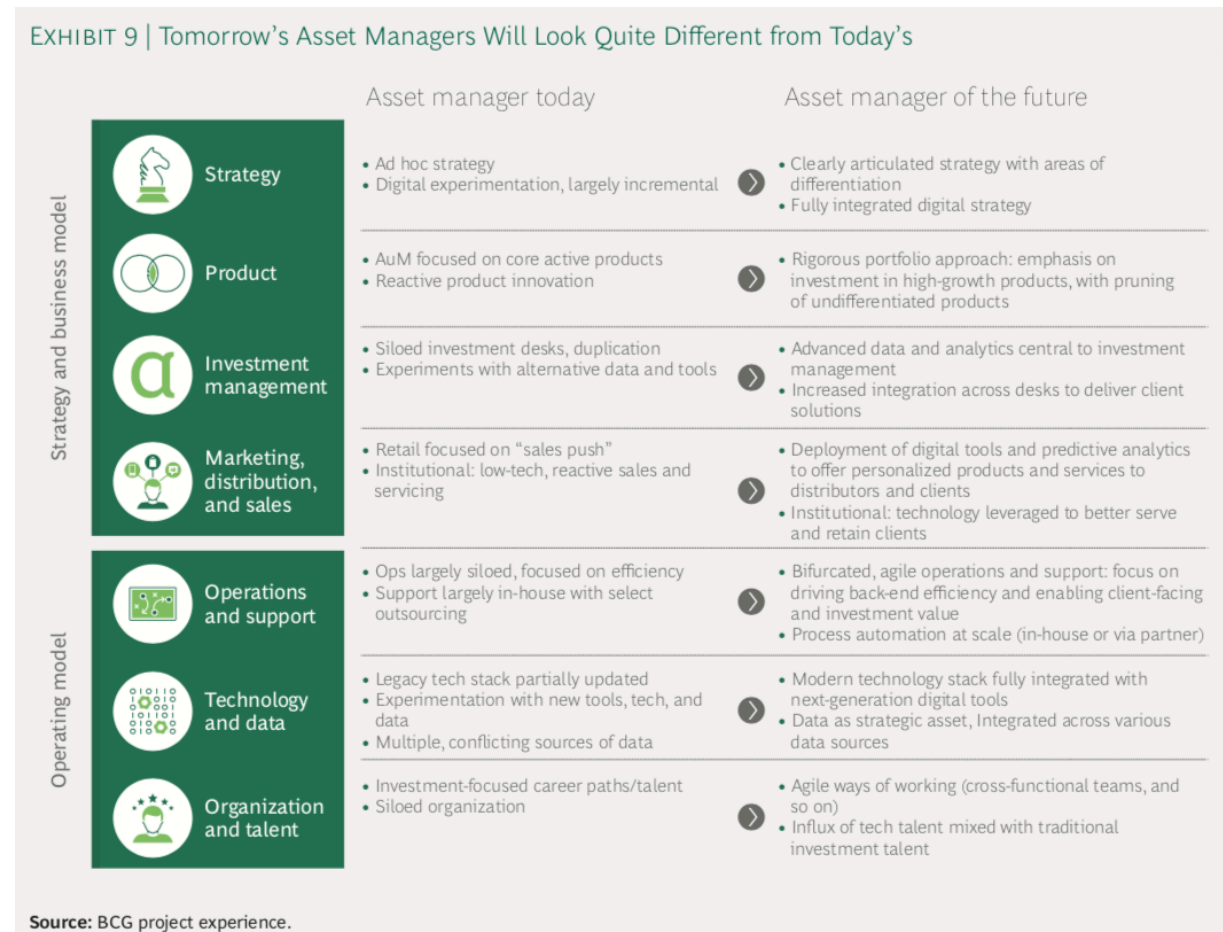 EXHIBIT 9 | Tomorrow's Asset Managers Will Look Quite Different from Today's
Asset manager today
Asset manager of the future
Strategy and business model
Strategy
• Ad hoc strategy
• Digital experimentation, largely incremental
• Clearly articulated strategy with areas of
differentiation
• Fully integrated digital strategy
Product
• AuM focused on core active products
• Reactive product innovation
• Rigorous portfolio approach: emphasis on
investment in high-growth products, with pruning
of undifferentiated products
α
Investment
management
• Siloed investment desks, duplication
• Experiments with alternative data and tools
• Advanced data and analytics central to investment
management
• Increased integration across desks to deliver client
solutions
Marketing,
distribution,
and sales
• Retail focused on “sales push”
• Institutional: low-tech, reactive sales and
servicing
• Deployment of digital tools and predictive analytics
to offer personalized products and services to
distributors and clients
• Institutional: technology leveraged to better serve
and retain clients
Operating model
Operations
and support
• Ops largely siloed, focused on efficiency
• Support largely in-house with select
outsourcing
• Bifurcated, agile operations and support: focus on
driving back-end efficiency and enabling client-facing
and investment value
• Process automation at scale (in-house or via partner)
Technology
and data
• Legacy tech stack partially updated
• Experimentation with new tools, tech, and
data
• Multiple, conflicting sources of data
• Modern technology stack fully integrated with
next-generation digital tools
• Data as strategic asset, Integrated across various
data sources
Organization
and talent
• Investment-focused career paths/talent
• Siloed organization
• Agile ways of working (cross-functional teams, and
so on)
• Influx of tech talent mixed with traditional
investment talent
Source: BCG project experience.